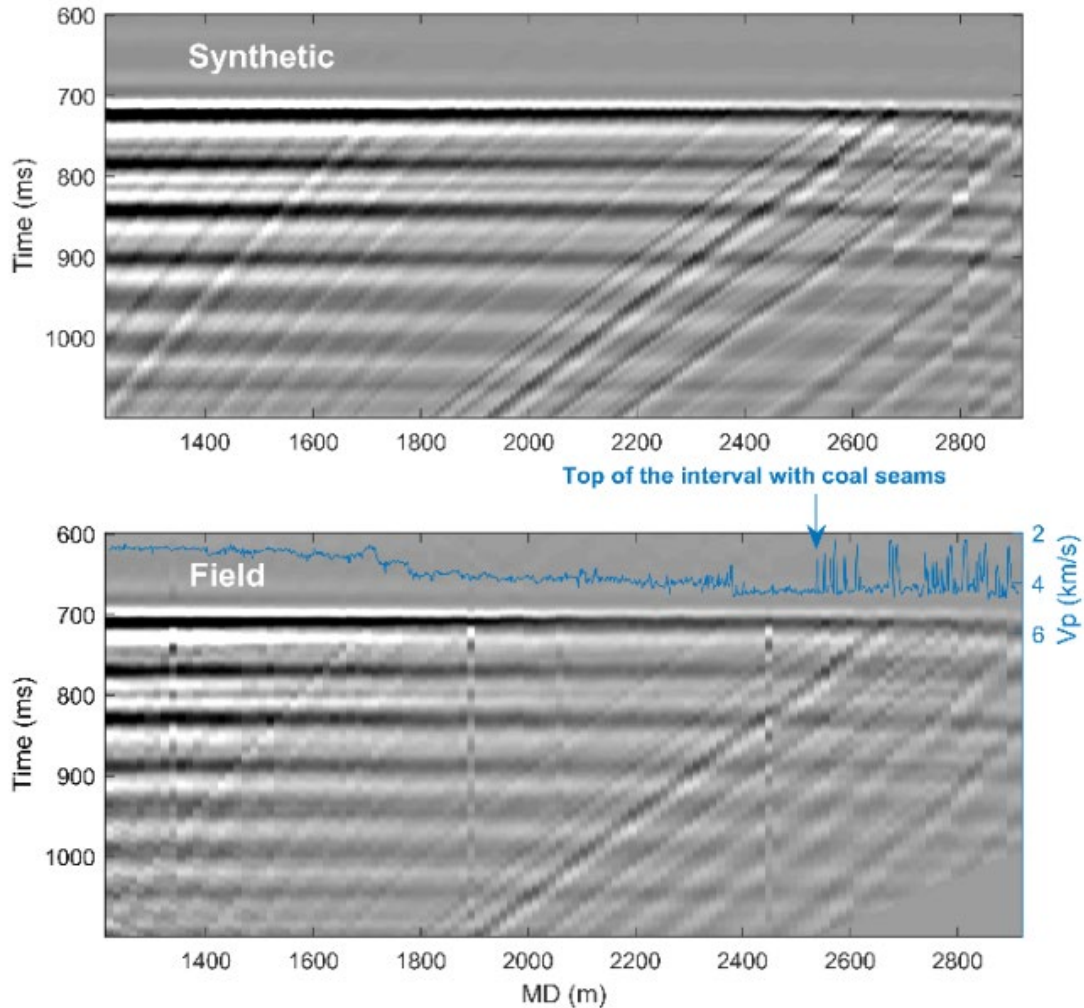 600
Synthetic
700
800
Time (ms)
900
1000
1400 1600 1800 2000 2200 2400 2600 2800
Top of the interval with coal seams
600 2
Field
4
700 6
Vp (km/s)
800
Time (ms)
900
1000
1400 1600 1800 2000 2200 2400 2600 2800
MD (m)